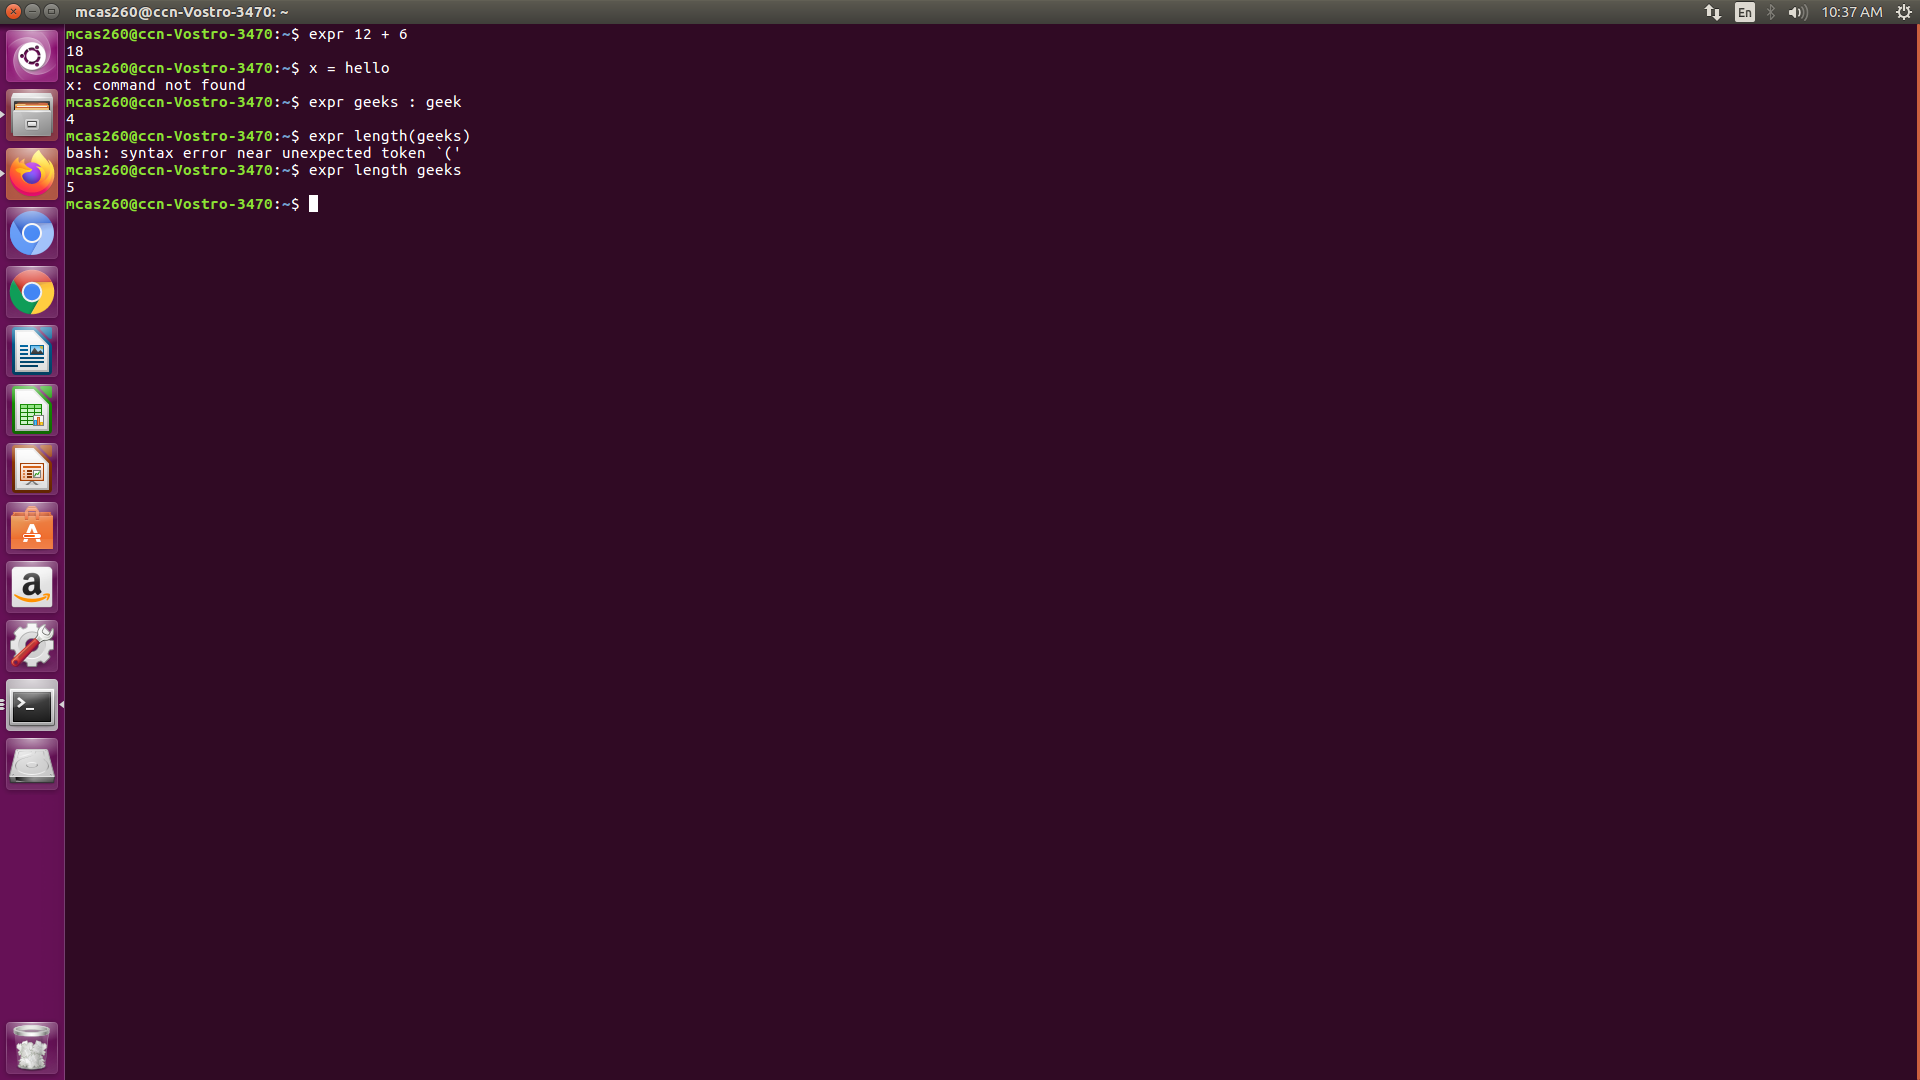 mcas260@ccn-Vostro-3470: ~
En
10:37 AM
mcas260@ccn-Vostro-3470:~$ expr 12 + 6
18
mcas260@ccn-Vostro-3470:~$ x = hello
x: command not found
mcas260@ccn-Vostro-3470:~$ expr geeks : geek
4
mcas260@ccn-Vostro-3470:~$ expr length(geeks)
bash: syntax error near unexpected token `('
mcas260@ccn-Vostro-3470:~$ expr length geeks
5
mcas260@ccn-Vostro-3470:~$